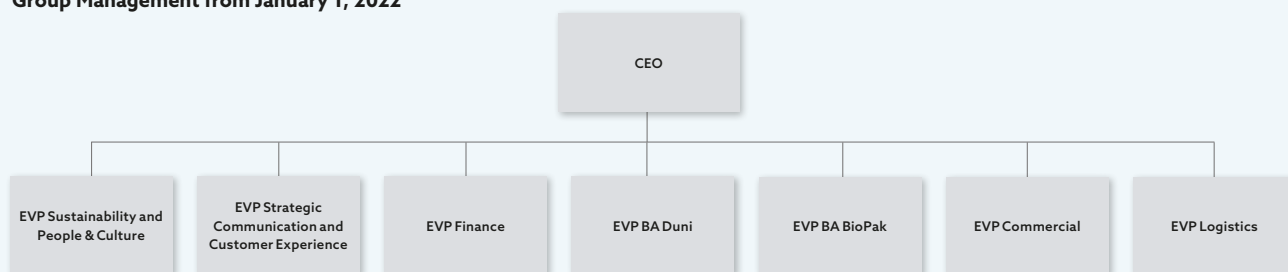 Group Management from January 1, 2022
CEO
EVP Sustainability and
People & Culture
EVP Strategic
Communication and
Customer Experience
EVP Finance
EVP BA Duni
EVP BA BioPak
EVP Commercial
EVP Logistics